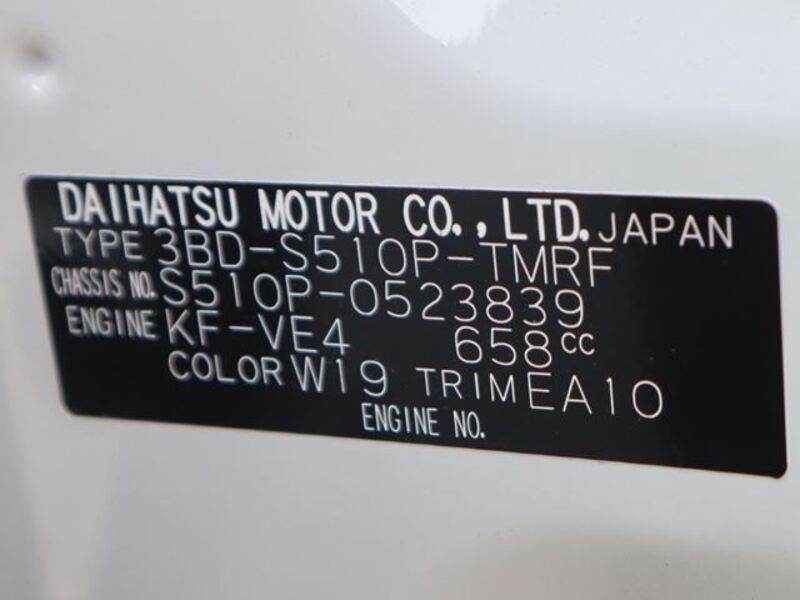 DAIHATSU MOTOR CO., LTD. JAPAN
TYPE 3BD-S510P-TMRF
CHASSIS NO. S510P-0523839
ENGINE KF-VE4 658cc
COLOR W19 TRIM EA10
ENGINE NO.